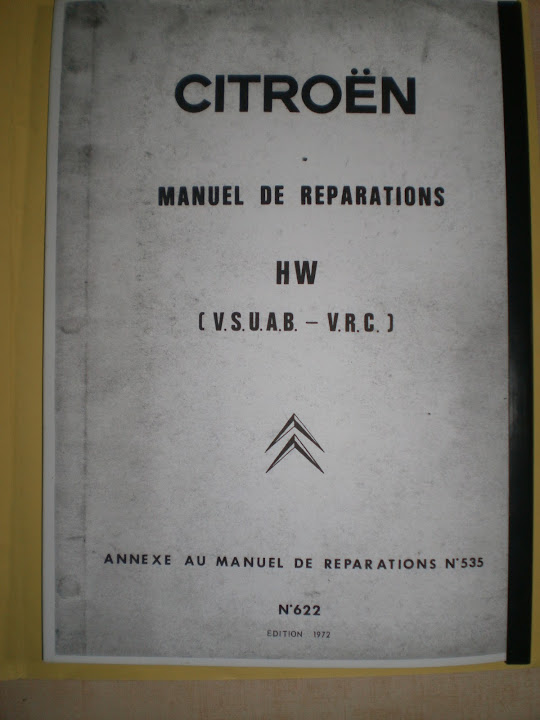 CITROËN
MANUEL DE REPARATIONS
HW
( V.S.U.A.B. – V.R.C. )
ANNEXE AU MANUEL DE REPARATIONS N°535
N°622
EDITION 1972